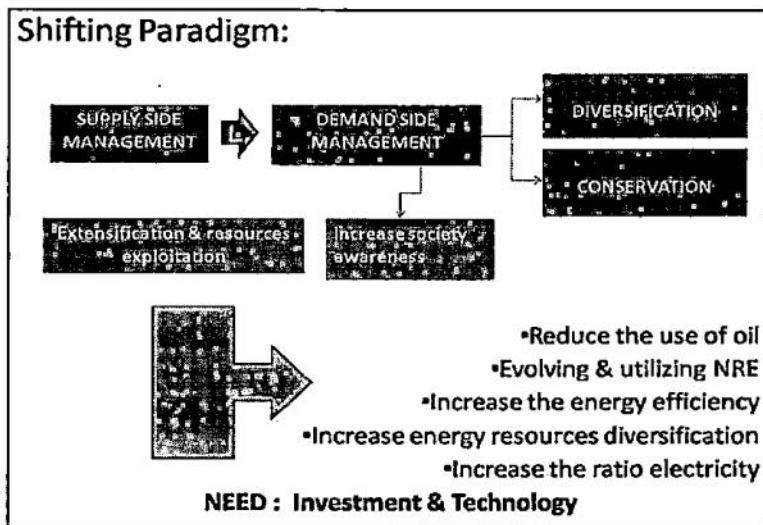 Shifting Paradigm:
SUPPLY SIDE
MANAGEMENT
DEMAND SIDE
MANAGEMENT
DIVERSIFICATION
CONSERVATION
Extensification & resources
exploitation
Increase society
awareness
•Reduce the use of oil
•Evolving & utilizing NRE
•Increase the energy efficiency
•Increase energy resources diversification
•Increase the ratio electricity
NEED : Investment & Technology